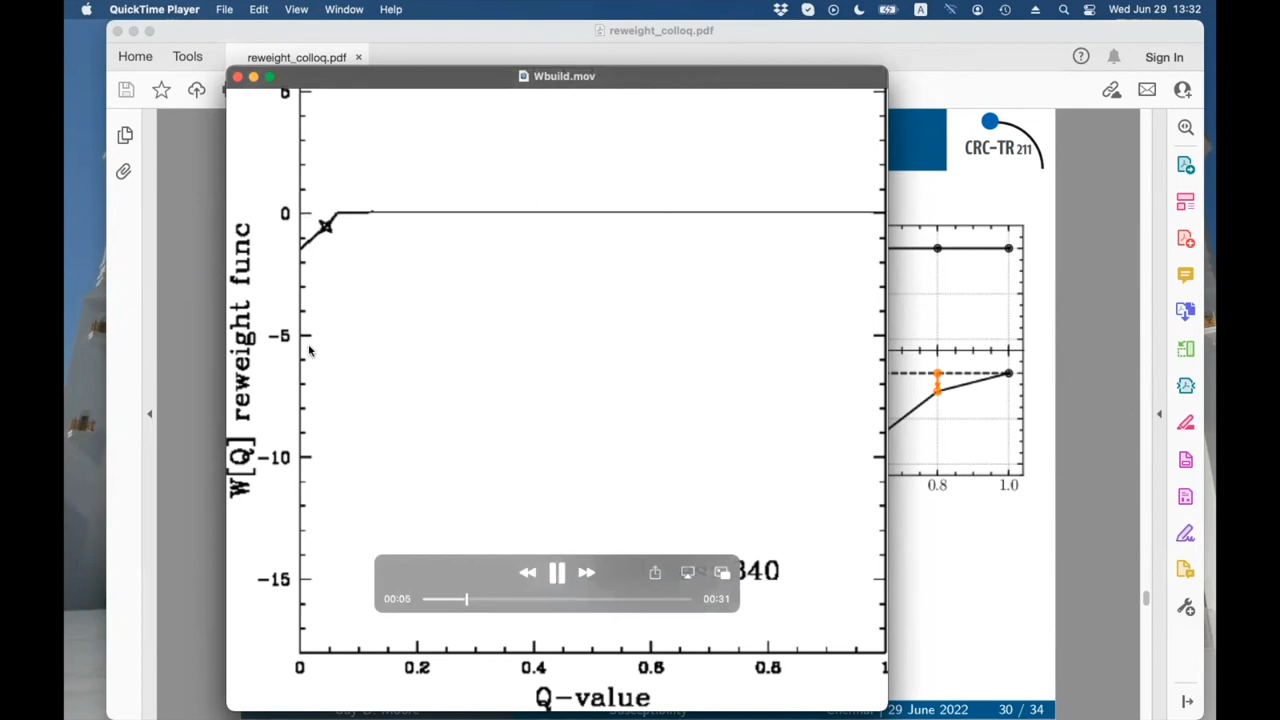 QuickTime Player File Edit View Window Help
A
Wed Jun 29 13:32
reweight_colloq.pdf
Home Tools reweight_colloq.pdf ×
Sign In
Wbuild.mov
CRC-TR 211
0
-5
-10
-15
W[Q] reweight func
340
00:05 00:31
0 0.2 0.4 0.6 0.8 1
Q-value
0.8 1.0
29 June 2022 30 / 34